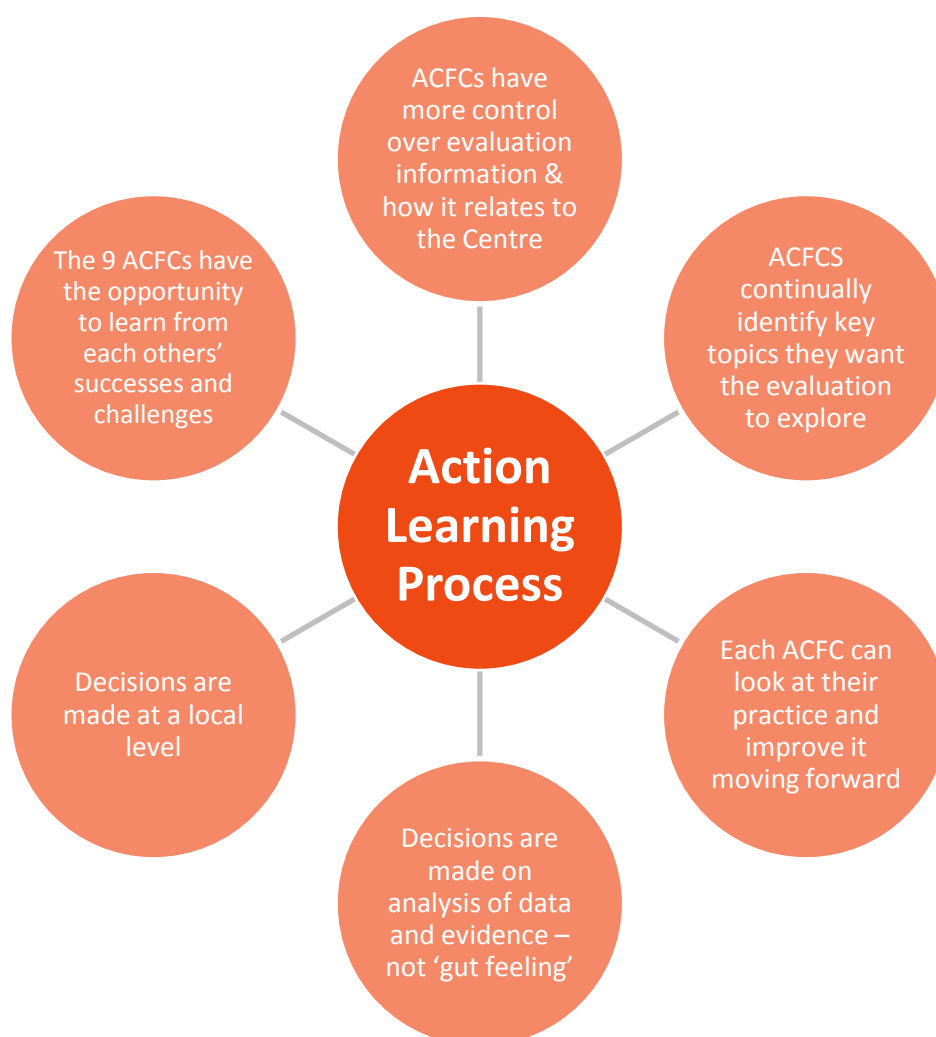 ACFCs have
more control
over evaluation
information &
how it relates to
the Centre
ACFCS
continually
identify key
topics they want
the evaluation
to explore
Each ACFC can
look at their
practice and
improve it
moving forward
Decisions are
made on
analysis of data
and evidence –
not ‘gut feeling’
Decisions are
made at a local
level
The 9 ACFCs have
the opportunity
to learn from
each others’
successes and
challenges
Action
Learning
Process